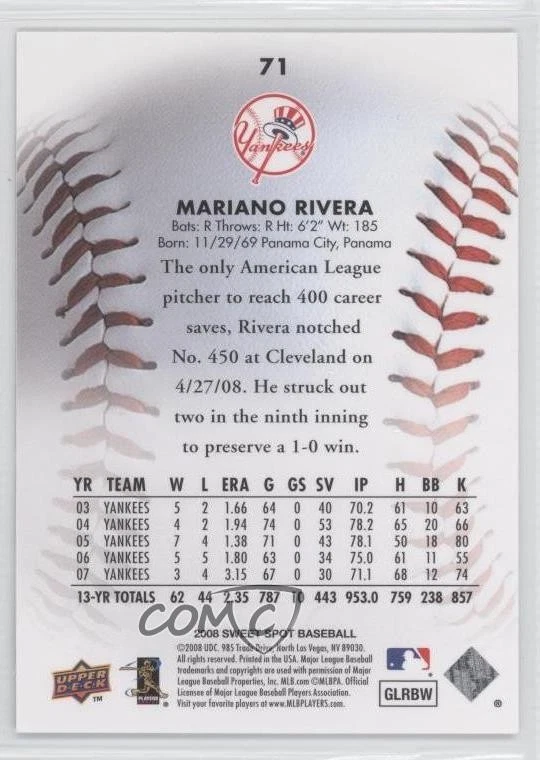 71
Yankees
MARIANO RIVERA
Bats: R Throws: R Ht: 6'2" Wt: 185
Born: 11/29/69 Panama City, Panama
The only American League
pitcher to reach 400 career
saves, Rivera notched
No. 450 at Cleveland on
4/27/08. He struck out
two in the ninth inning
to preserve a 1-0 win.
YR TEAM W L ERA G GS SV IP H BB K
03 YANKEES 5 2 1.66 64 0 40 70.2 61 10 63
04 YANKEES 4 2 1.94 74 0 53 78.2 65 20 66
05 YANKEES 7 4 1.38 71 0 43 78.1 50 18 80
06 YANKEES 5 5 1.80 63 0 34 75.0 61 11 55
07 YANKEES 3 4 3.15 67 0 30 71.1 68 12 74
13-YR TOTALS 62 44 2.35 787 10 443 953.0 759 238 857
COMC
2008 SWEET SPOT BASEBALL
©2008 UDC. 985 Trade Drive, North Las Vegas, NV 89030.
All rights reserved. Printed in the USA. Major League Baseball
trademarks and copyrights are used with permission of Major
League Baseball Properties, Inc. MLB.com ©MLBPA. Official
Licensee of Major League Baseball Players Association.
Visit your favorite players at www.MLBPLAYERS.com.
UPPER
DECK
TM
PLAYERS
GLRBW
®